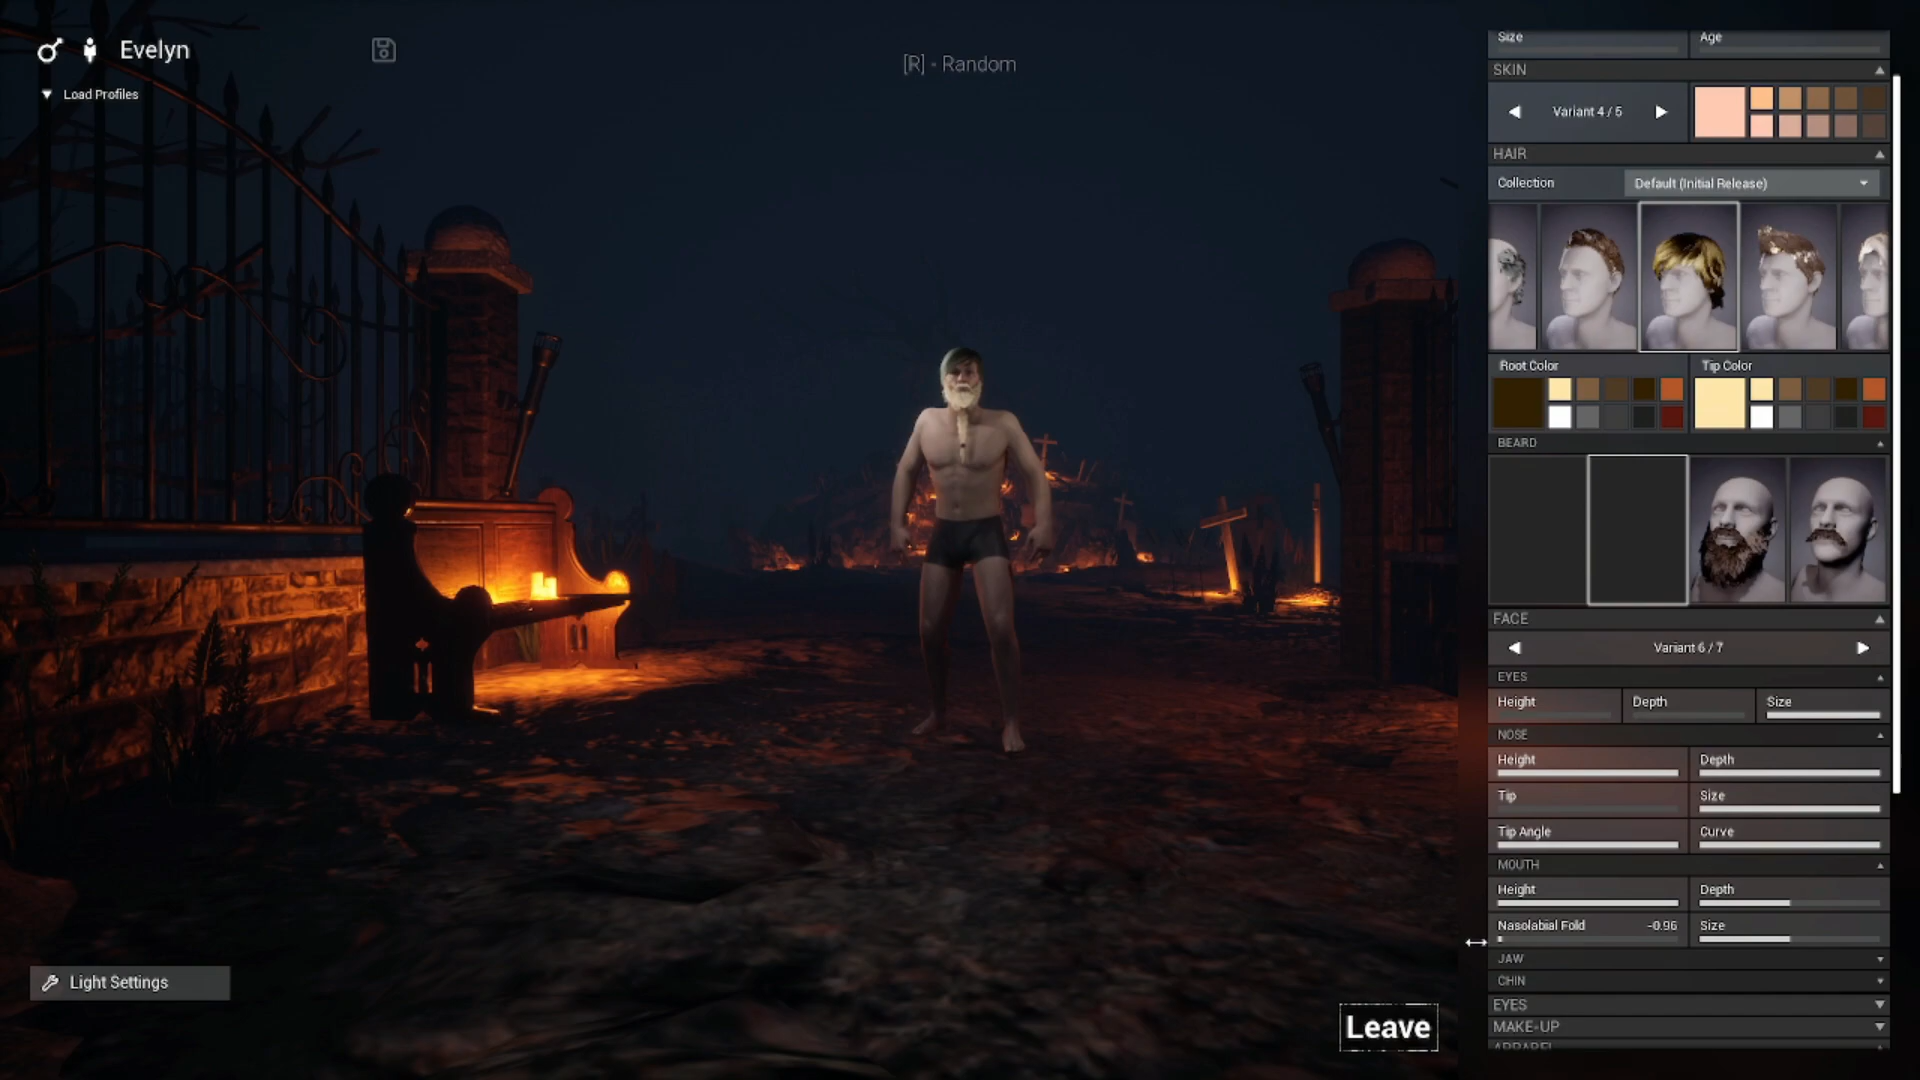 Evelyn
Load Profiles
[R] - Random
Size
Age
SKIN
Variant 4 / 5
HAIR
Collection
Default (Initial Release)
Root Color
Tip Color
BEARD
FACE
Variant 6 / 7
EYES
Height
Depth
Size
NOSE
Height
Depth
Tip
Size
Tip Angle
Curve
MOUTH
Height
Depth
Nasolabial Fold -0.96
Size
JAW
CHIN
EYES
MAKE-UP
APPAREL
Light Settings
Leave